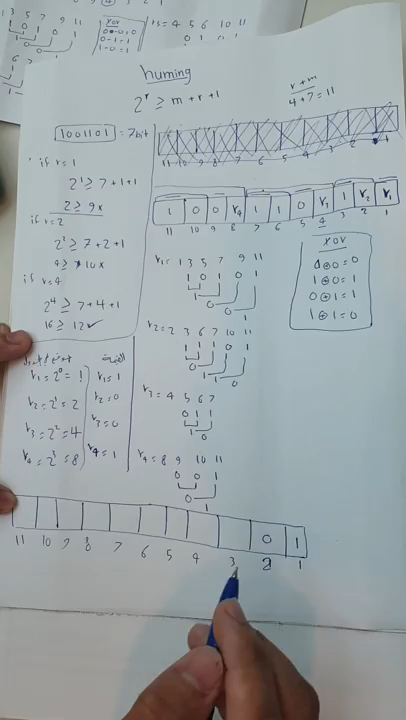 huming
2^r ≥ m + r + 1
r + m
4 + 7 = 11
1001101 = 7bit
if r = 1
2^1 ≥ 7 + 1 + 1
2 ≥ 9 x
if r = 2
2^2 ≥ 7 + 2 + 1
4 ≥ 10 x
if r = 4
2^4 ≥ 7 + 4 + 1
16 ≥ 12 ✓
11 10 9 8 7 6 5 4 3 2 1
1 0 0 r4 1 1 0 r3 1 r2 r1
11 10 9 8 7 6 5 4 3 2 1
XOR
0 ⊕ 0 = 0
1 ⊕ 0 = 1
0 ⊕ 1 = 1
1 ⊕ 1 = 0
r1 = 1 3 5 7 9 11
1 0 1 0 1
1 0
1 0
1
r2 = 2 3 6 7 10 11
1 1 1 0 1
0
1 1
0
r3 = 4 5 6 7
0 1 1
1 0
r4 = 8 9 10 11
0 0 1
0
1
القيمة
r1 = 2^0 = 1
r2 = 2^1 = 2
r3 = 2^2 = 4
r4 = 2^3 = 8
r1 = 1
r2 = 0
r3 = 0
r4 = 1
0 1
11 10 9 8 7 6 5 4 3 2 1